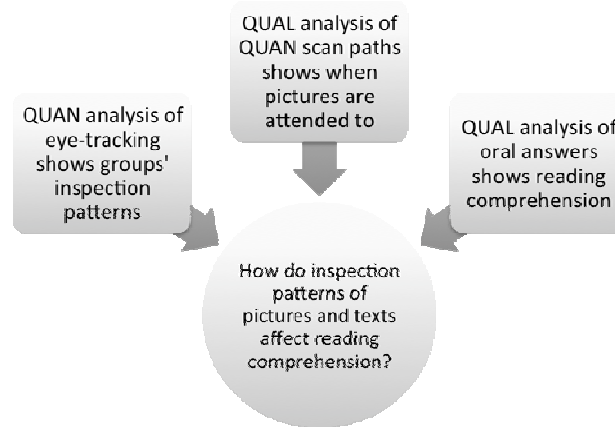 QUAL analysis of
QUAN scan paths
shows when
pictures are
attended to
QUAN analysis of
eye-tracking
shows groups'
inspection
patterns
QUAL analysis of
oral answers
shows reading
comprehension
How do inspection
patterns of
pictures and texts
affect reading
comprehension?